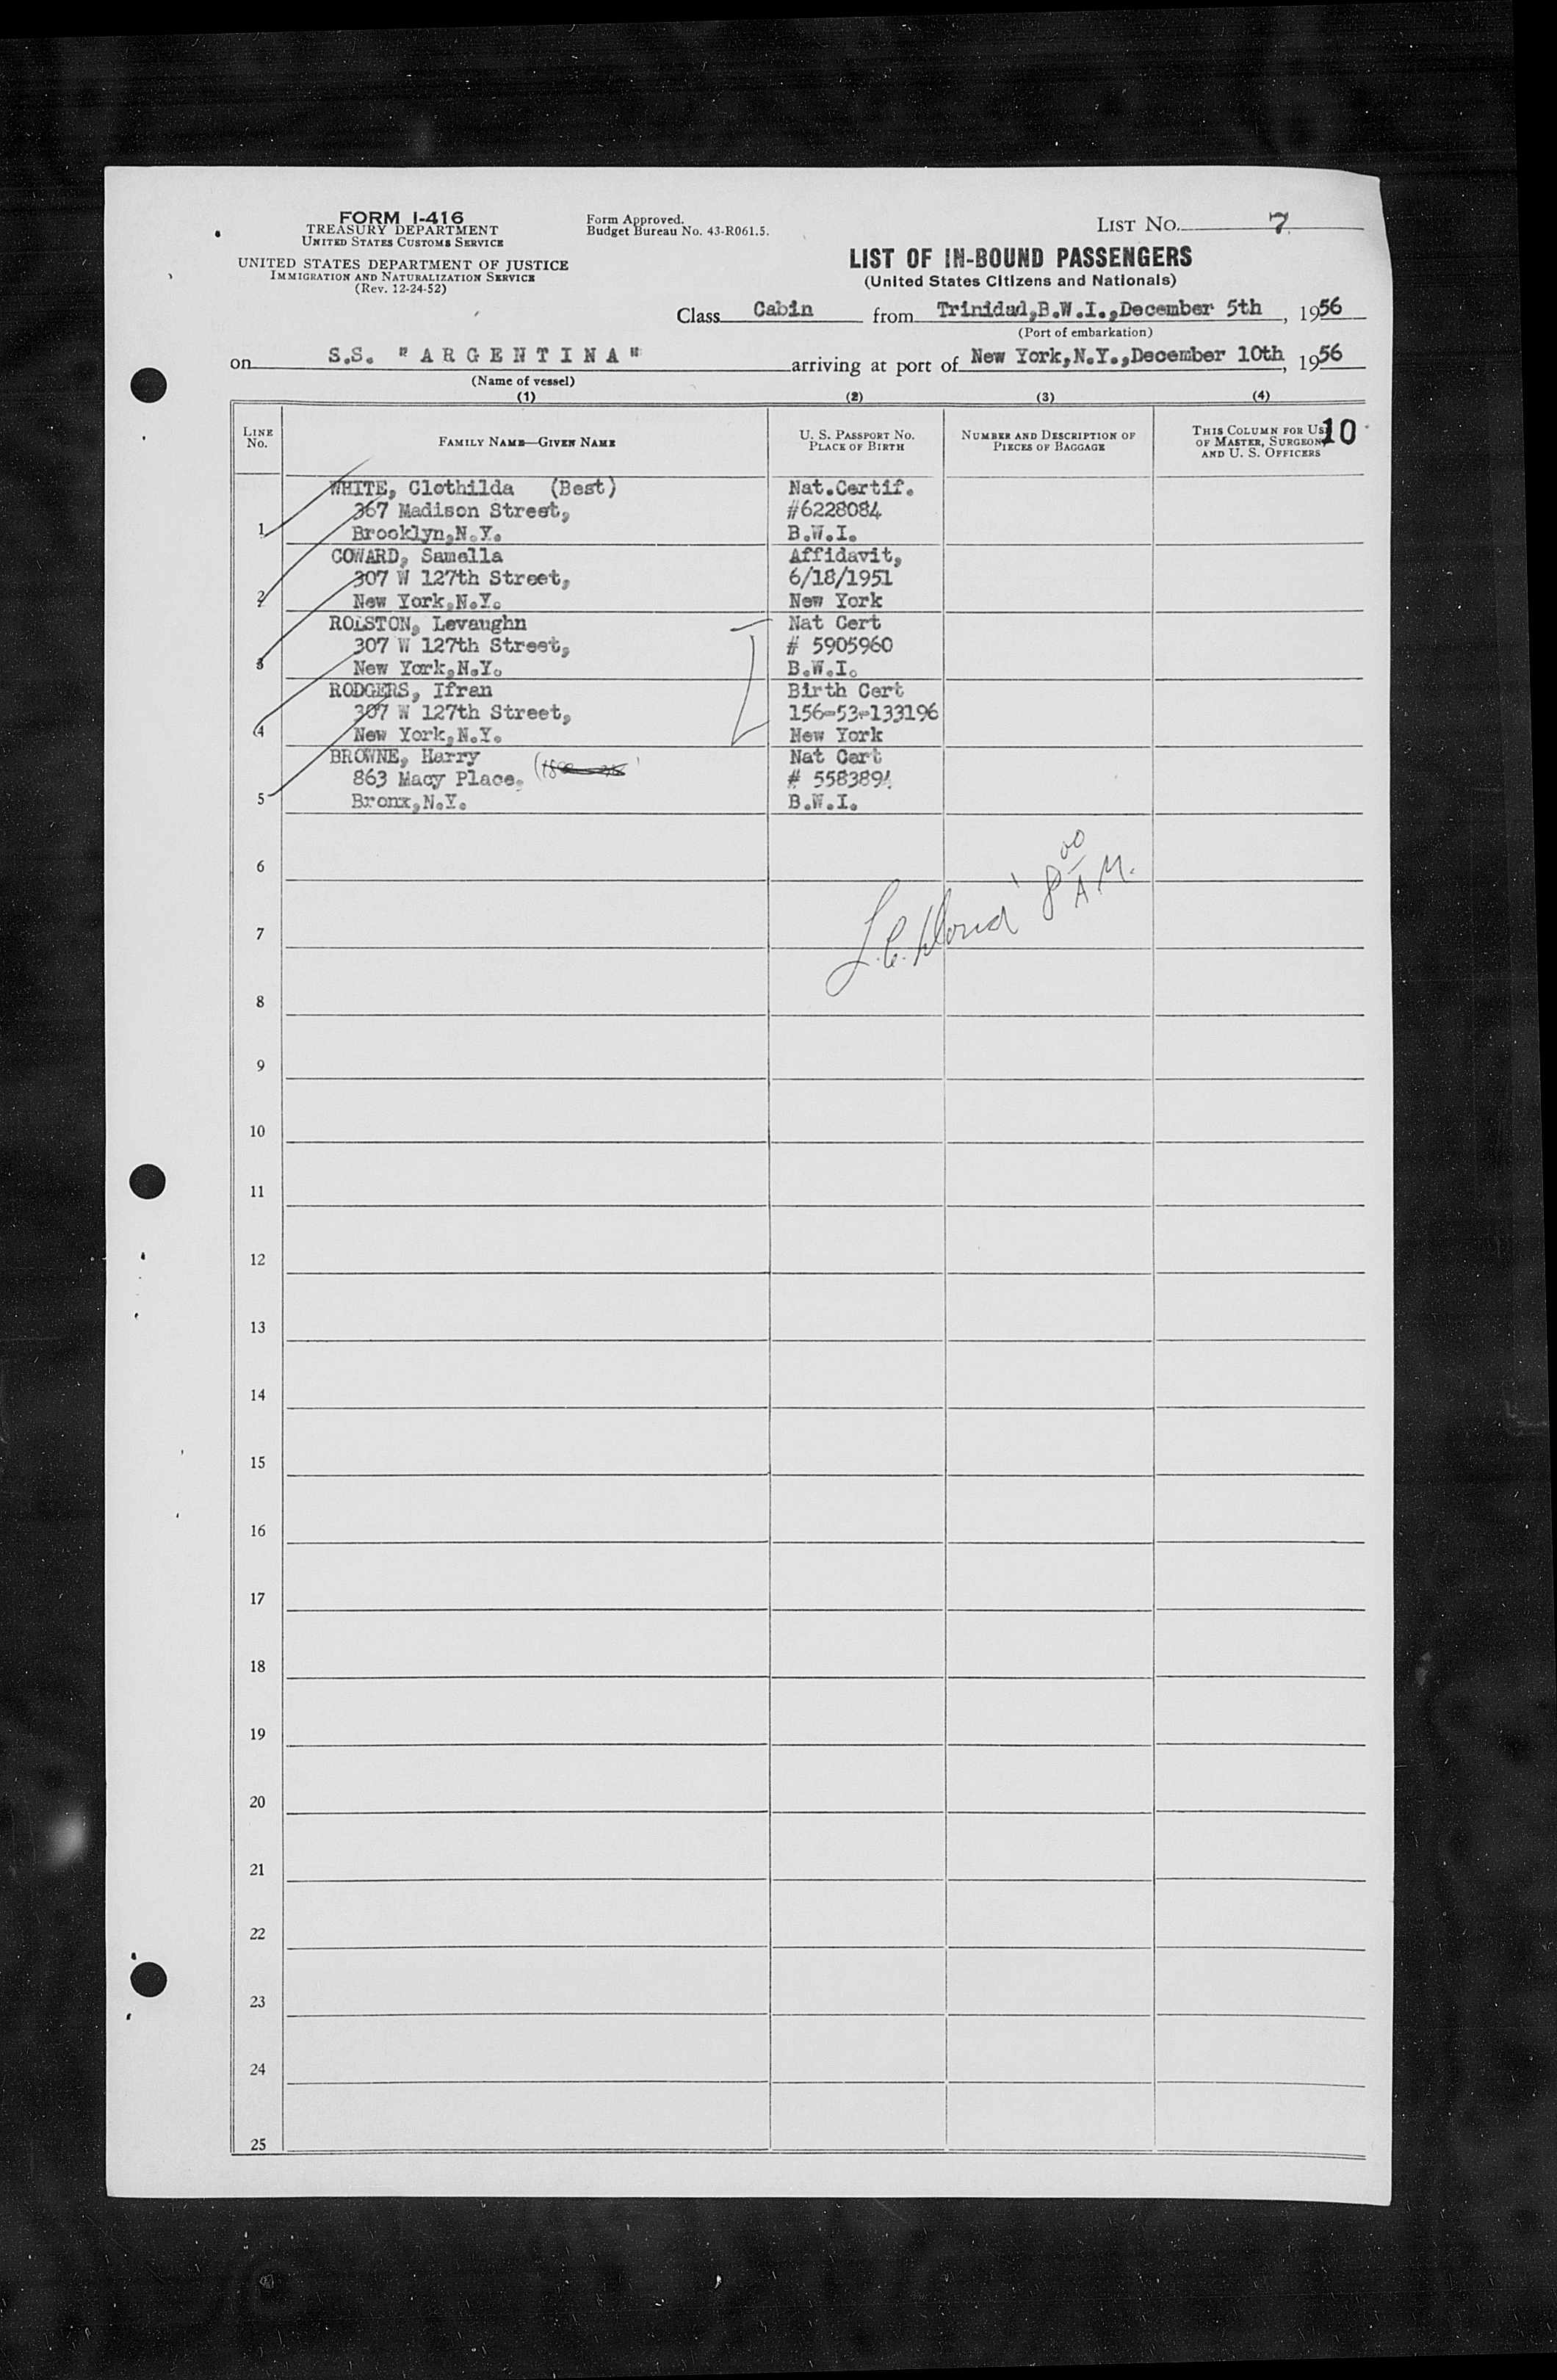 FORM I-416
TREASURY DEPARTMENT
UNITED STATES CUSTOMS SERVICE
UNITED STATES DEPARTMENT OF JUSTICE
IMMIGRATION AND NATURALIZATION SERVICE
(Rev. 12-24-52)
Form Approved.
Budget Bureau No. 43-R061.5.
LIST NO. 7
LIST OF IN-BOUND PASSENGERS
(United States Citizens and Nationals)
Class Cabin from Trinidad,B.W.I.,December 5th, 1956
(Port of embarkation)
on S.S. "ARGENTINA" arriving at port of New York,N.Y.,December 10th, 1956
(Name of vessel)
(1) (2) (3) (4)
LINE NO.
FAMILY NAME—GIVEN NAME
U. S. PASSPORT NO.
PLACE OF BIRTH
NUMBER AND DESCRIPTION OF
PIECES OF BAGGAGE
THIS COLUMN FOR USE
OF MASTER, SURGEON,
AND U. S. OFFICERS
10
WHITE, Clothilda (Best) Nat.Certif.
367 Madison Street, #6228084
1 Brooklyn,N.Y. B.W.I.
COWARD, Samella Affidavit,
307 W 127th Street, 6/18/1951
2 New York,N.Y. New York
ROLSTON, Levaughn Nat Cert
307 W 127th Street, # 5905960
3 New York,N.Y. B.W.I.
RODGERS, Ifran Birth Cert
307 W 127th Street, 156-53-133196
4 New York,N.Y. New York
BROWNE, Harry Nat Cert
863 Macy Place. # 5583894
5 Bronx,N.Y. B.W.I.
6
8 00 A.M.
7
8
9
10
11
12
13
14
15
16
17
18
19
20
21
22
23
24
25